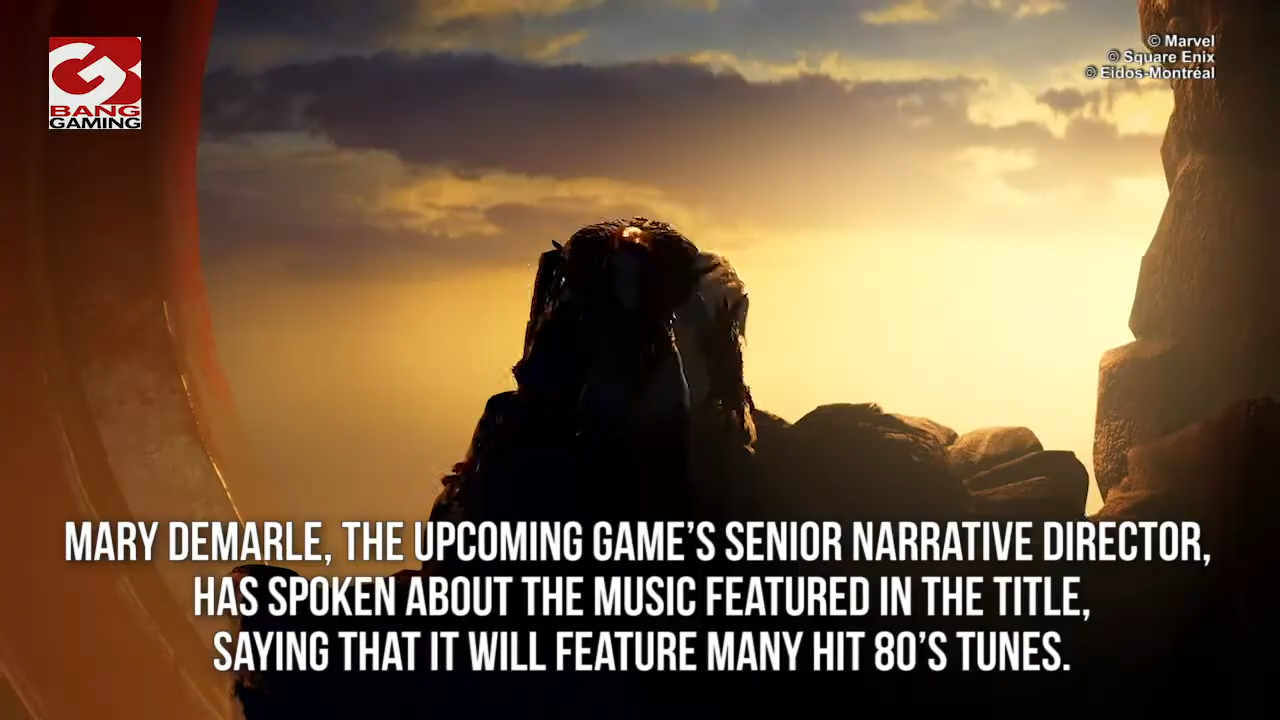 BANG
GAMING
© Marvel
© Square Enix
© Eidos-Montréal
MARY DEMARLE, THE UPCOMING GAME'S SENIOR NARRATIVE DIRECTOR,
HAS SPOKEN ABOUT THE MUSIC FEATURED IN THE TITLE,
SAYING THAT IT WILL FEATURE MANY HIT 80'S TUNES.